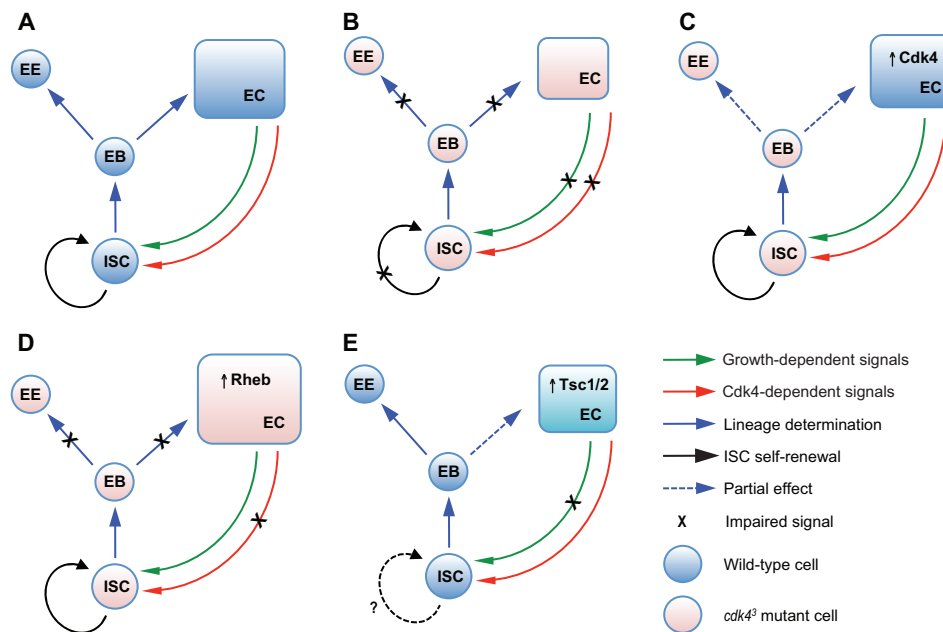 A
EE
EC
EB
ISC
B
EE
EC
EB
ISC
C
EE
↑ Cdk4
EC
EB
ISC
D
EE
↑ Rheb
EC
EB
ISC
E
EE
↑ Tsc1/2
EC
EB
ISC
?
Growth-dependent signals
Cdk4-dependent signals
Lineage determination
ISC self-renewal
Partial effect
X Impaired signal
Wild-type cell
cdk4³ mutant cell